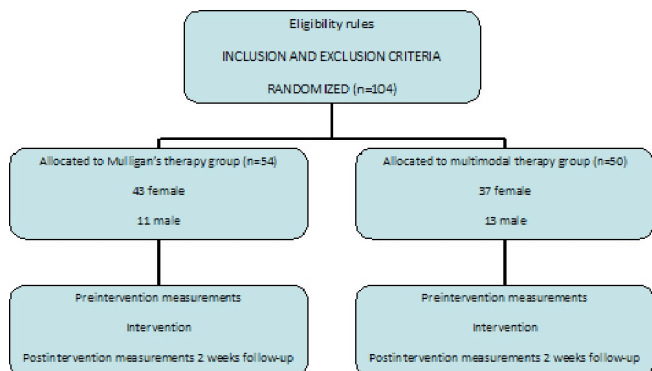 Eligibility rules
INCLUSION AND EXCLUSION CRITERIA
RANDOMIZED (n=104)
Allocated to Mulligan's therapy group (n=54)
43 female
11 male
Allocated to multimodal therapy group (n=50)
37 female
13 male
Preintervention measurements
Intervention
Postintervention measurements 2 weeks follow-up
Preintervention measurements
Intervention
Postintervention measurements 2 weeks follow-up